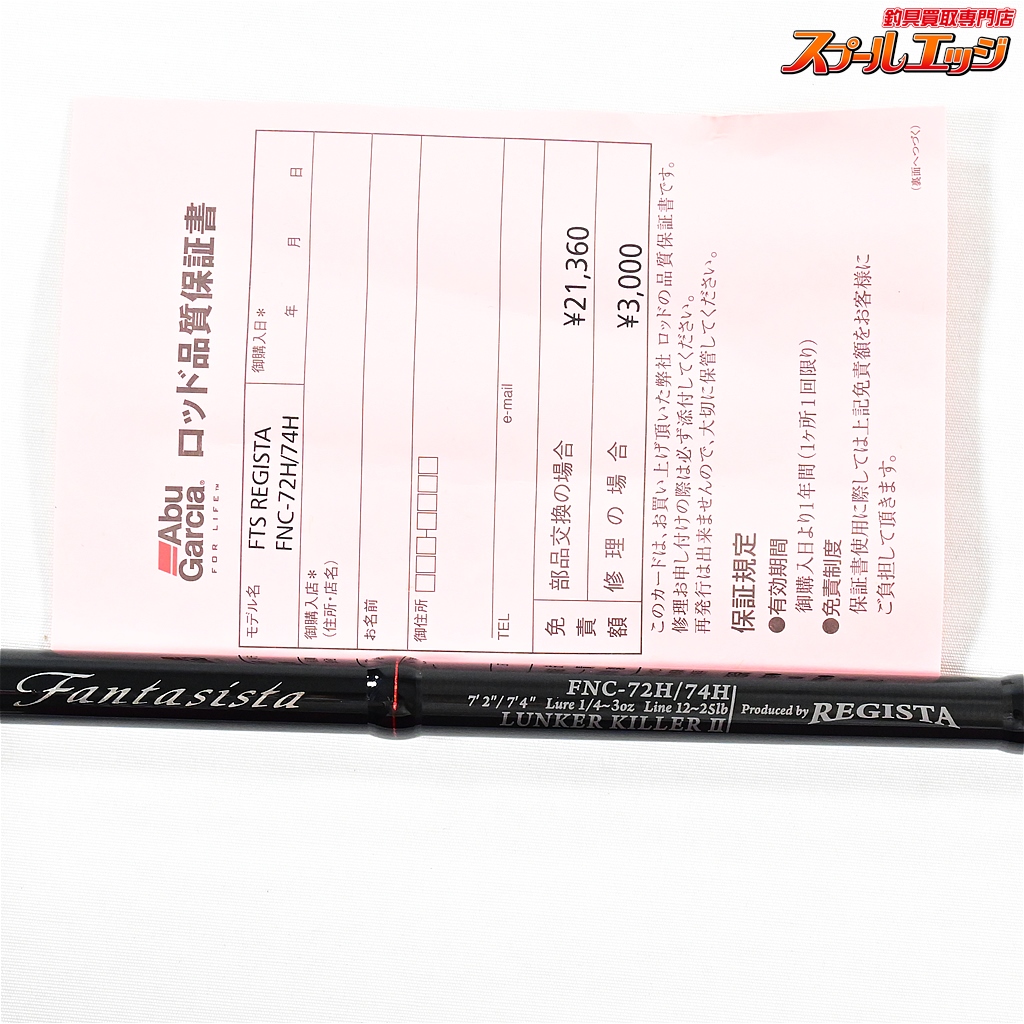 釣具買取専門店
スプールエッジ
Abu
Garcia®
FOR LIFE™
ロッド品質保証書
モデル名
FTS REGISTA
FNC-72H/74H
御購入日*
年 月 日
御購入店*
(住所・店名)
お名前
御住所
TEL
e-mail
免責額
部品交換の場合
¥21,360
修理の場合
¥3,000
このカードは、お買い上げ頂いた弊社 ロッドの品質保証書です。
修理お申し付けの際は必ず添付してください。
再発行は出来ませんので、大切に保管してください。
保証規定
●有効期間
御購入日より1年間(1ヶ所1回限り)
●免責制度
保証書使用に際しては上記免責額をお客様に
ご負担して頂きます。
(裏面へつづく)
Fantasista
FNC-72H/74H
7'2"/7'4" Lure 1/4~3oz Line 12~25lb
LUNKER KILLER II
Produced by REGISTA